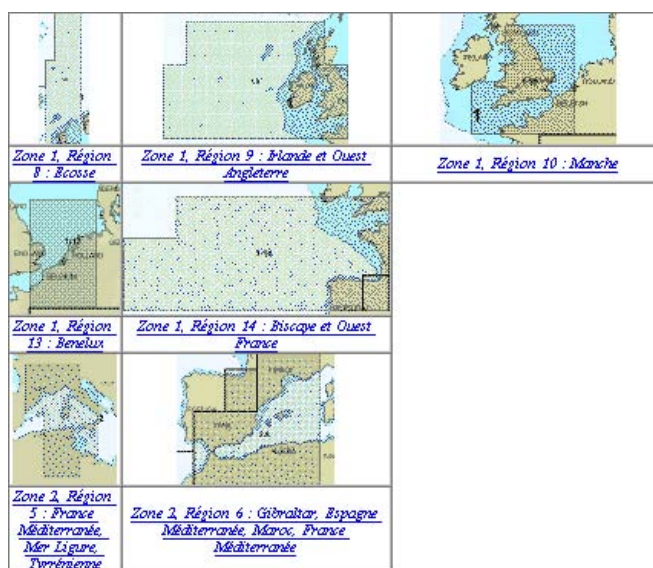 Zone 1, Région
8 : Ecosse
Zone 1, Région 9 : Irlande et Ouest
Angleterre
Zone 1, Région 10 : Manche
HOLLAND
BELGIUM
Zone 1, Région
13 : Benelux
Zone 1, Région 14 : Biscaye et Ouest
France
Zone 2, Région
5 : France
Méditerranée,
Mer Ligure,
Tyrrénienne
Zone 2, Région 6 : Gibraltar, Espagne
Méditerranée, Maroc, France
Méditerranée